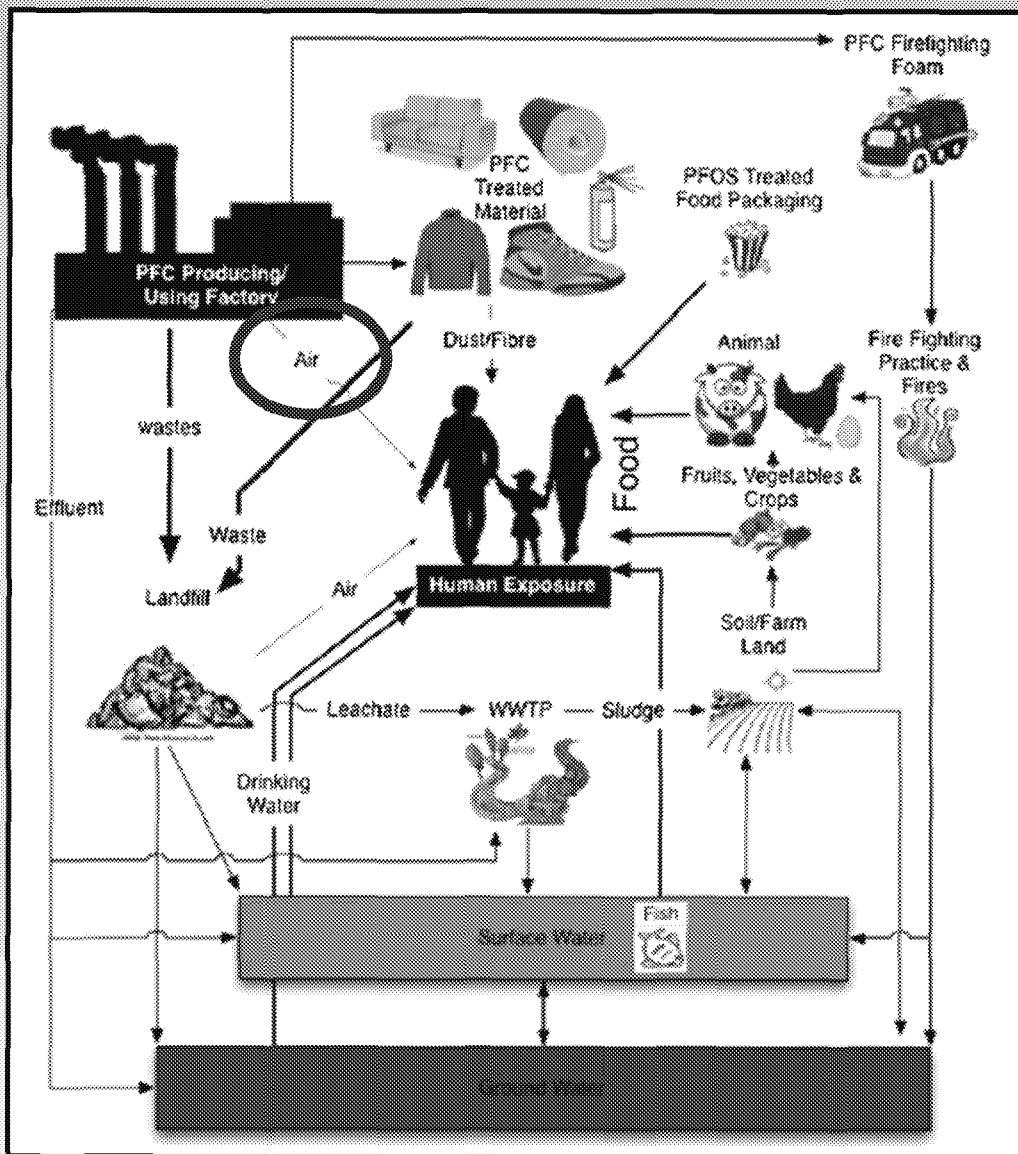 PFC Firefighting
Foam
PFC
Treated
Material
PFOS Treated
Food Packaging
PFC Producing/
Using Factory
Air
Dust/Fibre
Animal
Fire Fighting
Practice &
Fires
wastes
Food
Fruits, Vegetables &
Crops
Effluent
Waste
Air
Human Exposure
Landfill
Soil/Farm
Land
Leachate
WWTP
Sludge
Drinking
Water
Fish
Surface Water
Ground Water